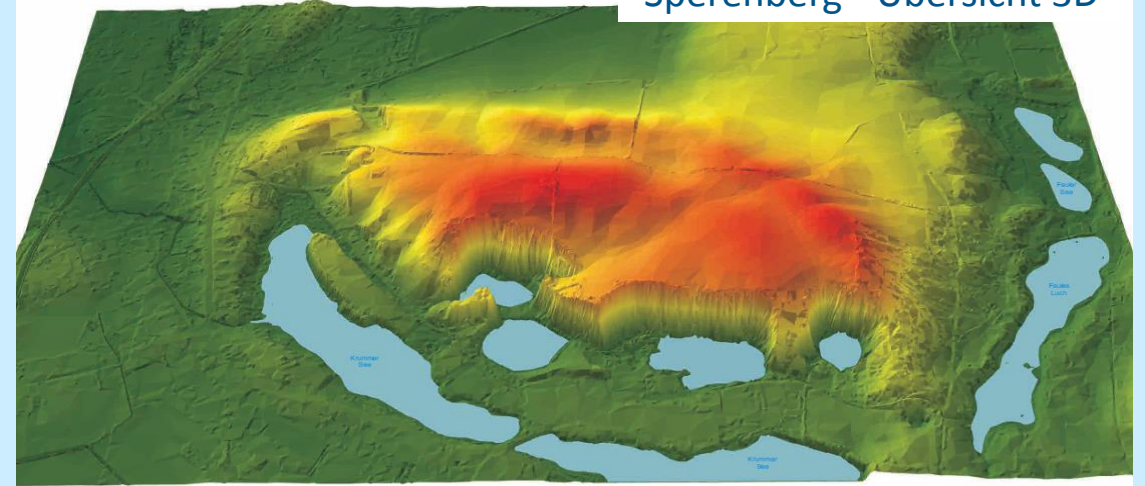 Sperenberg - Übersicht 3D
Fauler
See
Faules
Luch
Krummer
See
Krummer
See